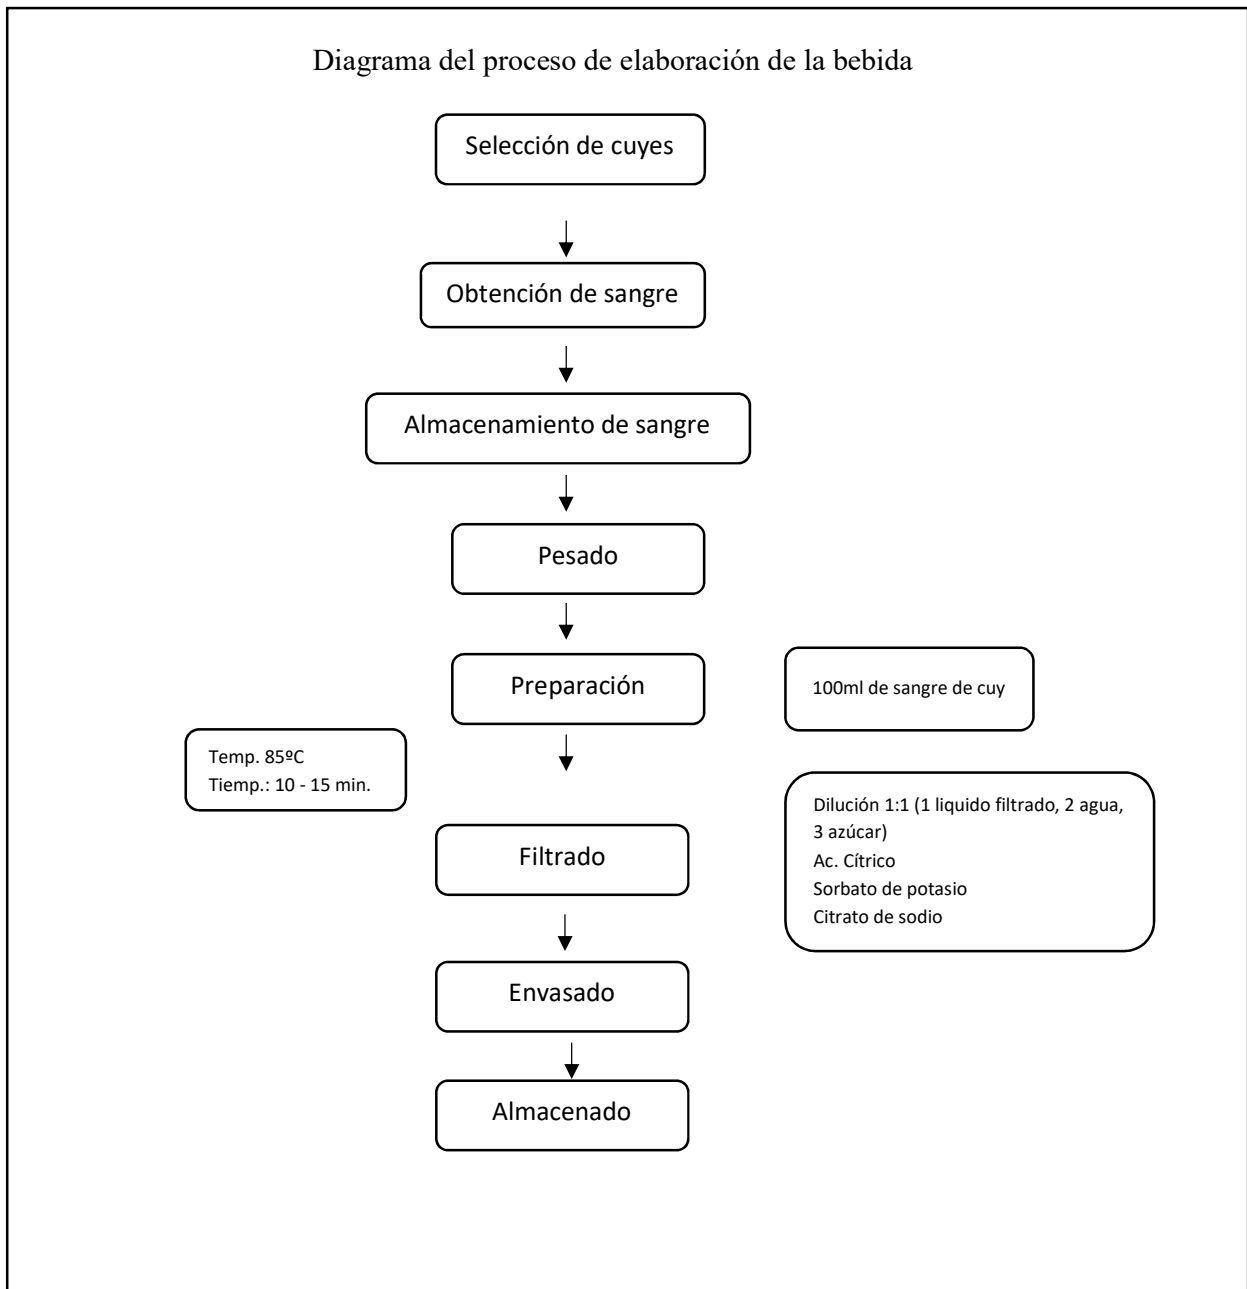 Diagrama del proceso de elaboración de la bebida
Selección de cuyes
Obtención de sangre
Almacenamiento de sangre
Pesado
Preparación
100ml de sangre de cuy
Temp. 85ºC
Tiemp.: 10 - 15 min.
Dilución 1:1 (1 liquido filtrado, 2 agua,
3 azúcar)
Ac. Cítrico
Sorbato de potasio
Citrato de sodio
Filtrado
Envasado
Almacenado